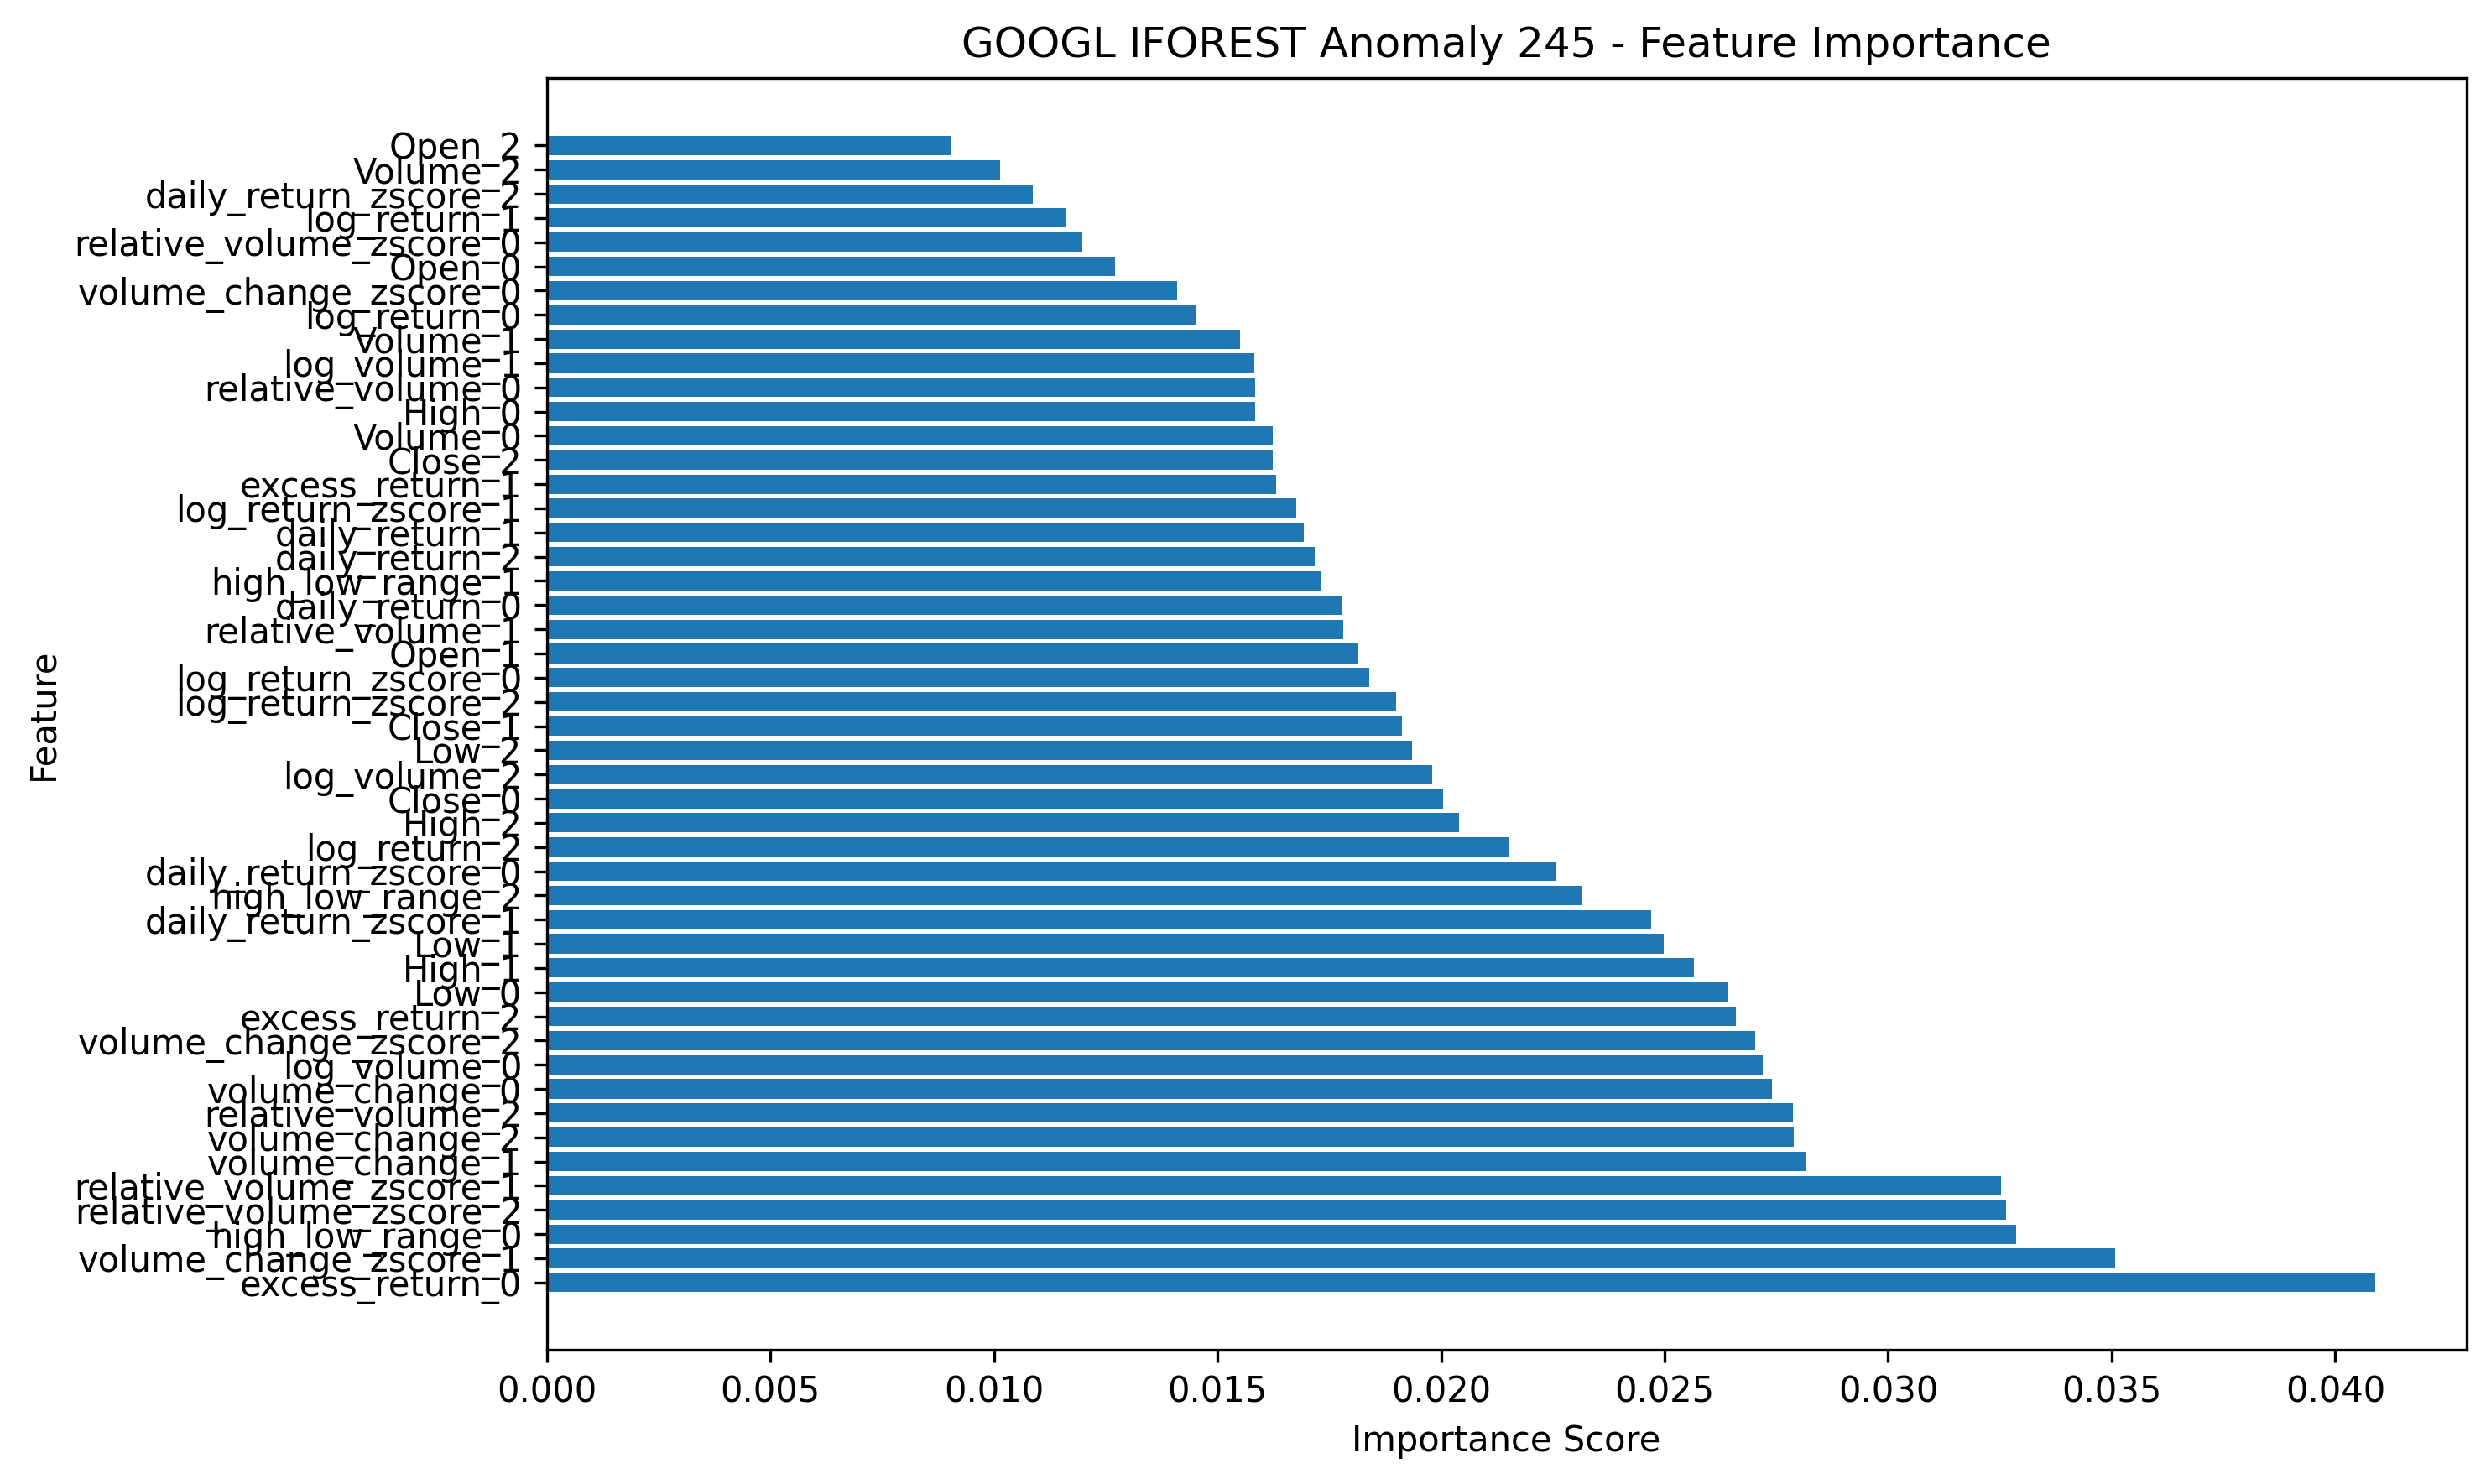 GOOGL IFOREST Anomaly 245 - Feature Importance
Open_2
Volume_2
daily_return_zscore_2
log_return_1
relative_volume_zscore_0
Open_0
volume_change_zscore_0
log_return_0
Volume_1
log_volume_1
relative_volume_0
High_0
Volume_0
Close_2
excess_return_1
log_return_zscore_1
daily_return_1
daily_return_2
high_low_range_1
daily_return_0
relative_volume_1
Open_1
log_return_zscore_0
log_return_zscore_2
Close_1
Low_2
log_volume_2
Close_0
High_2
log_return_2
daily_return_zscore_0
high_low_range_2
daily_return_zscore_1
Low_1
High_1
Low_0
excess_return_2
volume_change_zscore_2
log_volume_0
volume_change_0
relative_volume_2
volume_change_2
volume_change_1
relative_volume_zscore_1
relative_volume_zscore_2
high_low_range_0
volume_change_zscore_1
excess_return_0
Feature
0.000 0.005 0.010 0.015 0.020 0.025 0.030 0.035 0.040
Importance Score